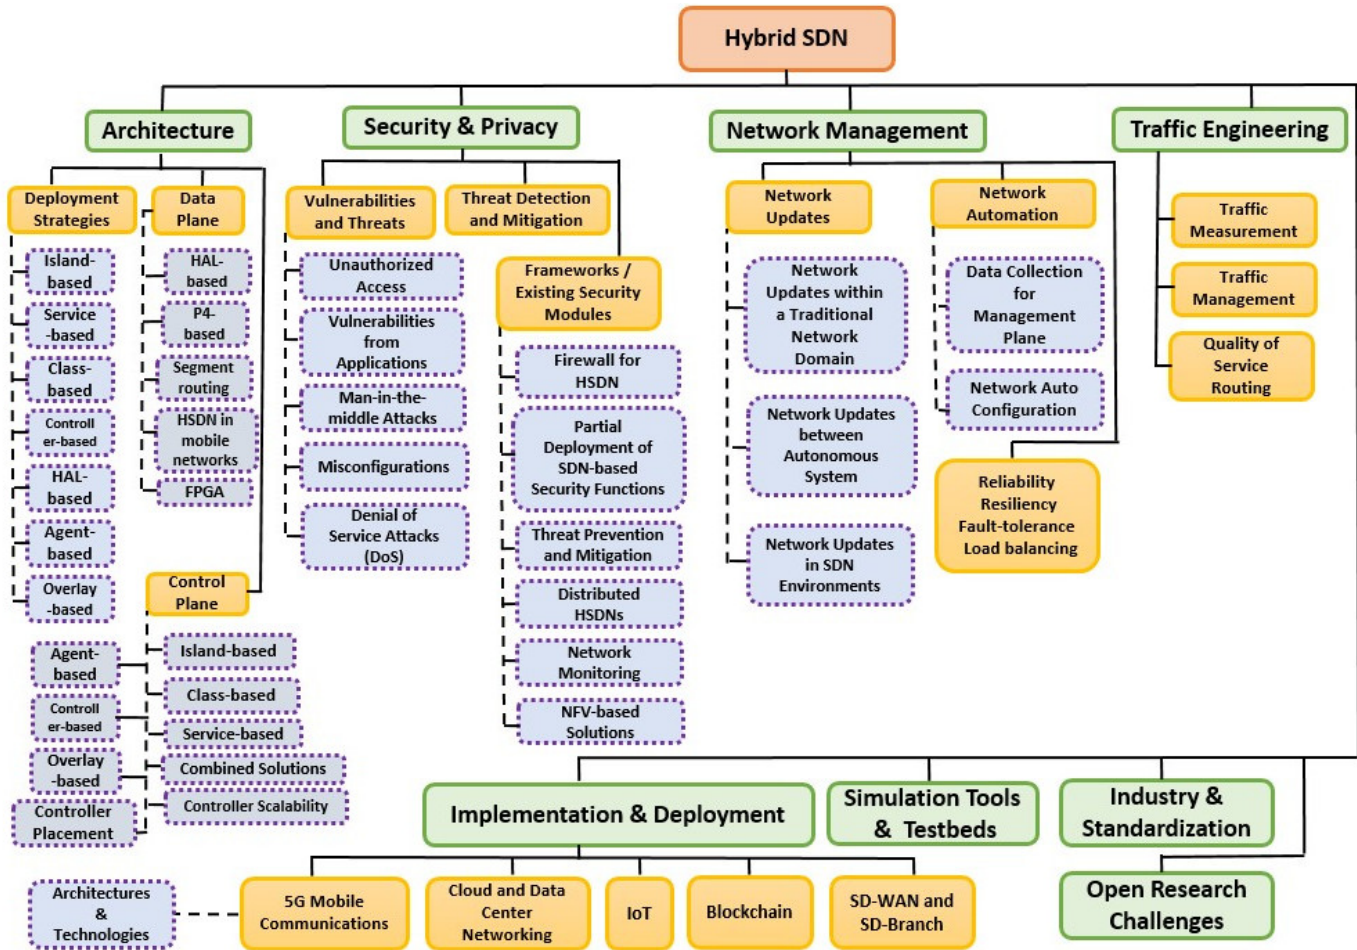 Hybrid SDN
Architecture
Security & Privacy
Network Management
Traffic Engineering
Deployment
Strategies
Data
Plane
Vulnerabilities
and Threats
Threat Detection
and Mitigation
Network
Updates
Network
Automation
Traffic
Measurement
Traffic
Management
Quality of
Service
Routing
Island-
based
Service
-based
Class-
based
Controll
er-based
HAL-
based
Agent-
based
Overlay
-based
HAL-
based
P4-
based
Segment
routing
HSDN in
mobile
networks
FPGA
Control
Plane
Agent-
based
Controll
er-based
Overlay
-based
Controller
Placement
Island-based
Class-based
Service-based
Combined Solutions
Controller Scalability
Unauthorized
Access
Vulnerabilities
from
Applications
Man-in-the-
middle Attacks
Misconfigurations
Denial of
Service Attacks
(DoS)
Frameworks /
Existing Security
Modules
Firewall for
HSDN
Partial
Deployment of
SDN-based
Security Functions
Threat Prevention
and Mitigation
Distributed
HSDNs
Network
Monitoring
NFV-based
Solutions
Network
Updates within
a Traditional
Network
Domain
Network Updates
between
Autonomous
System
Network Updates
in SDN
Environments
Data Collection
for
Management
Plane
Network Auto
Configuration
Reliability
Resiliency
Fault-tolerance
Load balancing
Implementation & Deployment
Simulation Tools
& Testbeds
Industry &
Standardization
Open Research
Challenges
Architectures
&
Technologies
5G Mobile
Communications
Cloud and Data
Center
Networking
IoT
Blockchain
SD-WAN and
SD-Branch